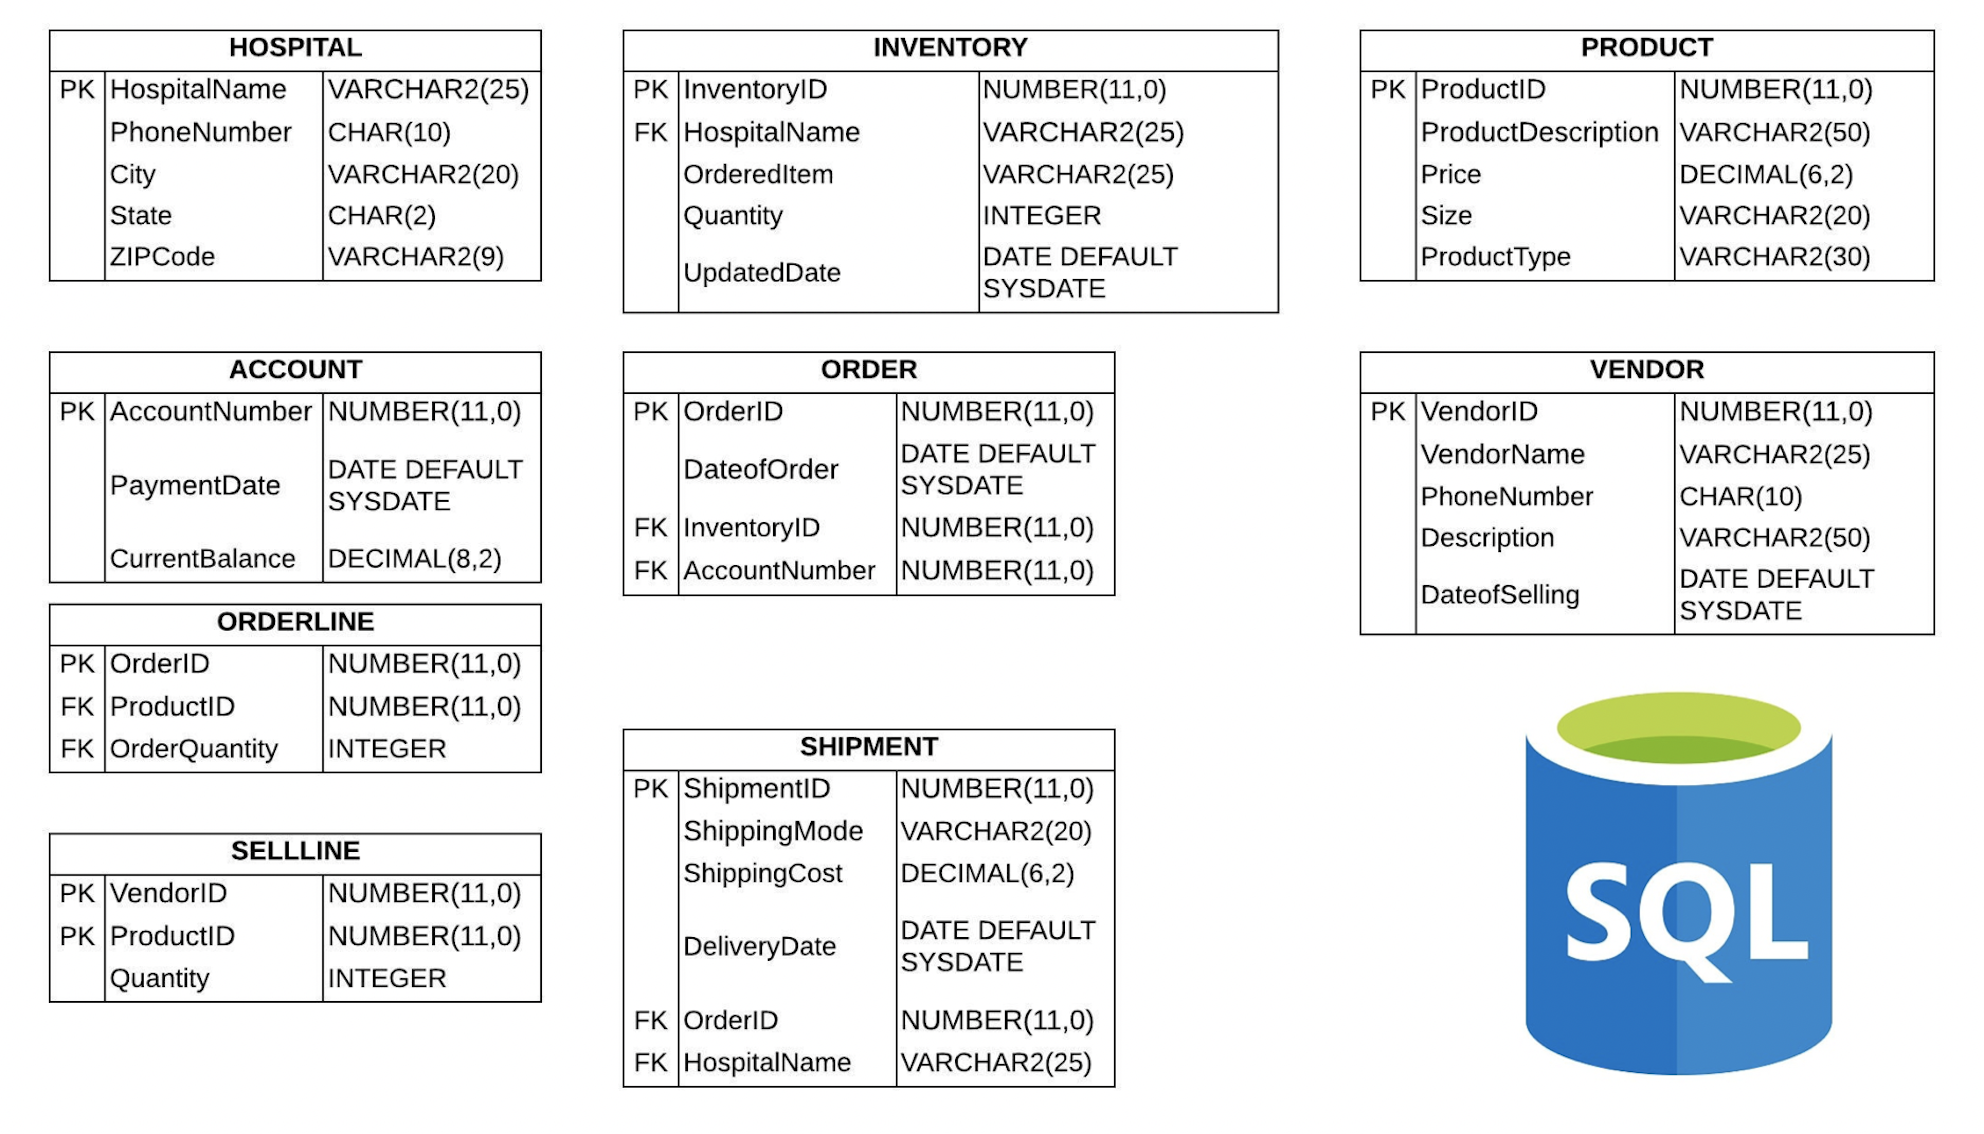 HOSPITAL
PK HospitalName VARCHAR2(25)
PhoneNumber CHAR(10)
City VARCHAR2(20)
State CHAR(2)
ZIPCode VARCHAR2(9)
INVENTORY
PK InventoryID NUMBER(11,0)
FK HospitalName VARCHAR2(25)
OrderedItem VARCHAR2(25)
Quantity INTEGER
UpdatedDate DATE DEFAULT
SYSDATE
PRODUCT
PK ProductID NUMBER(11,0)
ProductDescription VARCHAR2(50)
Price DECIMAL(6,2)
Size VARCHAR2(20)
ProductType VARCHAR2(30)
ACCOUNT
PK AccountNumber NUMBER(11,0)
PaymentDate DATE DEFAULT
SYSDATE
CurrentBalance DECIMAL(8,2)
ORDER
PK OrderID NUMBER(11,0)
DateofOrder DATE DEFAULT
SYSDATE
FK InventoryID NUMBER(11,0)
FK AccountNumber NUMBER(11,0)
VENDOR
PK VendorID NUMBER(11,0)
VendorName VARCHAR2(25)
PhoneNumber CHAR(10)
Description VARCHAR2(50)
DateofSelling DATE DEFAULT
SYSDATE
ORDERLINE
PK OrderID NUMBER(11,0)
FK ProductID NUMBER(11,0)
FK OrderQuantity INTEGER
SHIPMENT
PK ShipmentID NUMBER(11,0)
ShippingMode VARCHAR2(20)
ShippingCost DECIMAL(6,2)
DeliveryDate DATE DEFAULT
SYSDATE
FK OrderID NUMBER(11,0)
FK HospitalName VARCHAR2(25)
SELLLINE
PK VendorID NUMBER(11,0)
PK ProductID NUMBER(11,0)
Quantity INTEGER
SQL